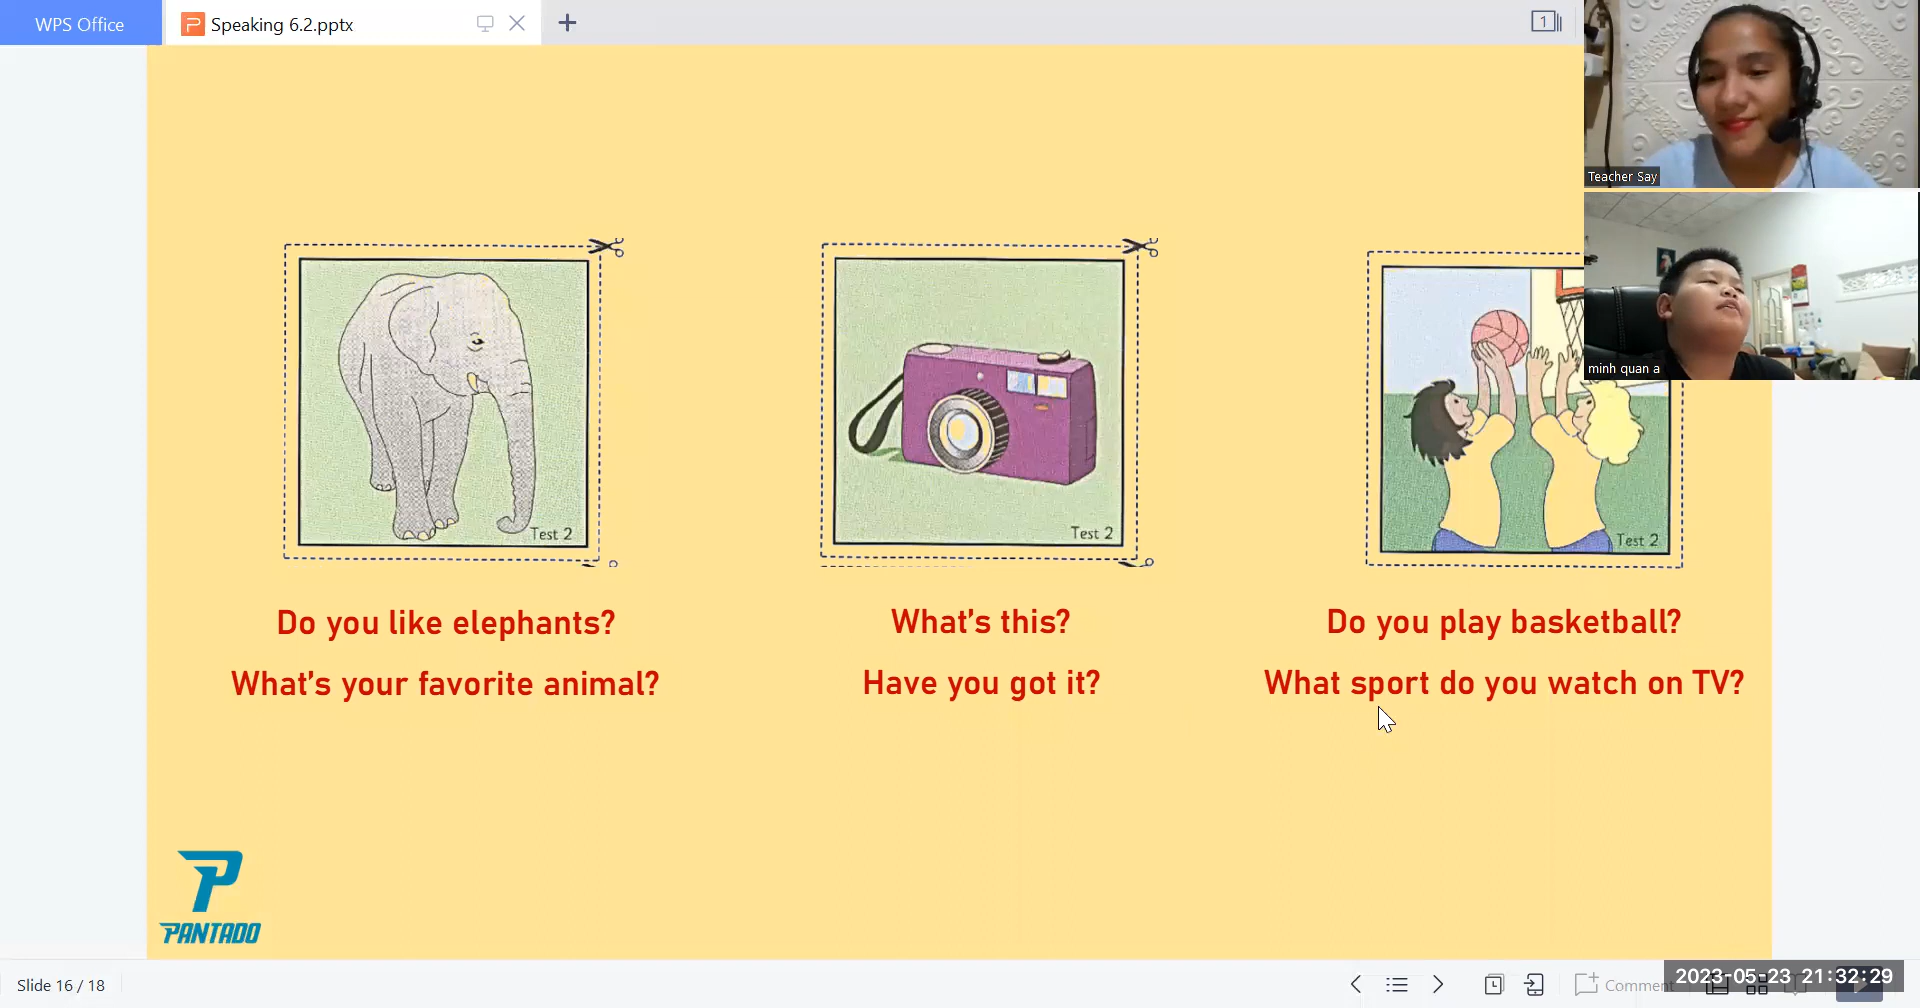 WPS Office
Speaking 6.2.pptx
1
Teacher Say
minh quan a
Test 2
Test 2
Test 2
Do you like elephants?
What's your favorite animal?
What's this?
Have you got it?
Do you play basketball?
What sport do you watch on TV?
P
PANTADO
Slide 16 / 18
Comment
2023-05-23 21:32:29